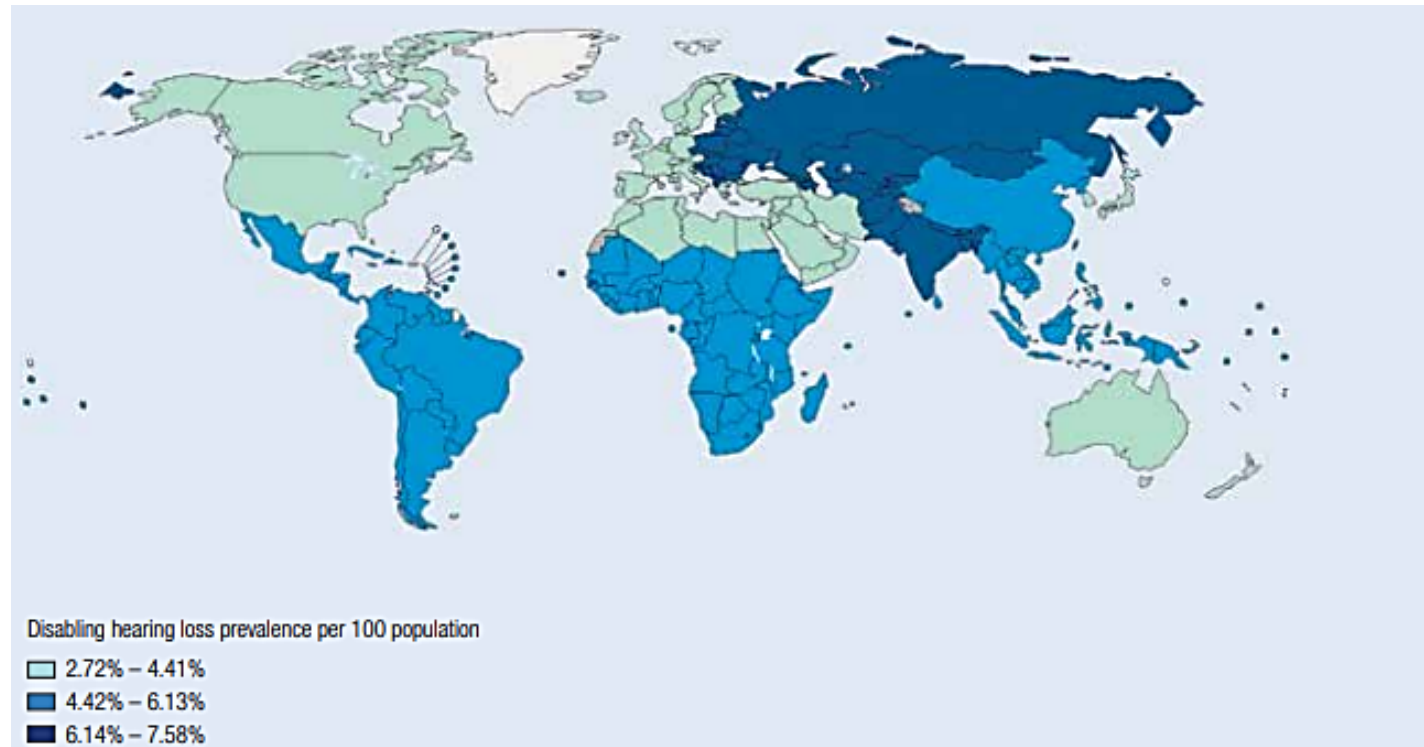 Disabling hearing loss prevalence per 100 population
2.72% – 4.41%
4.42% – 6.13%
6.14% – 7.58%